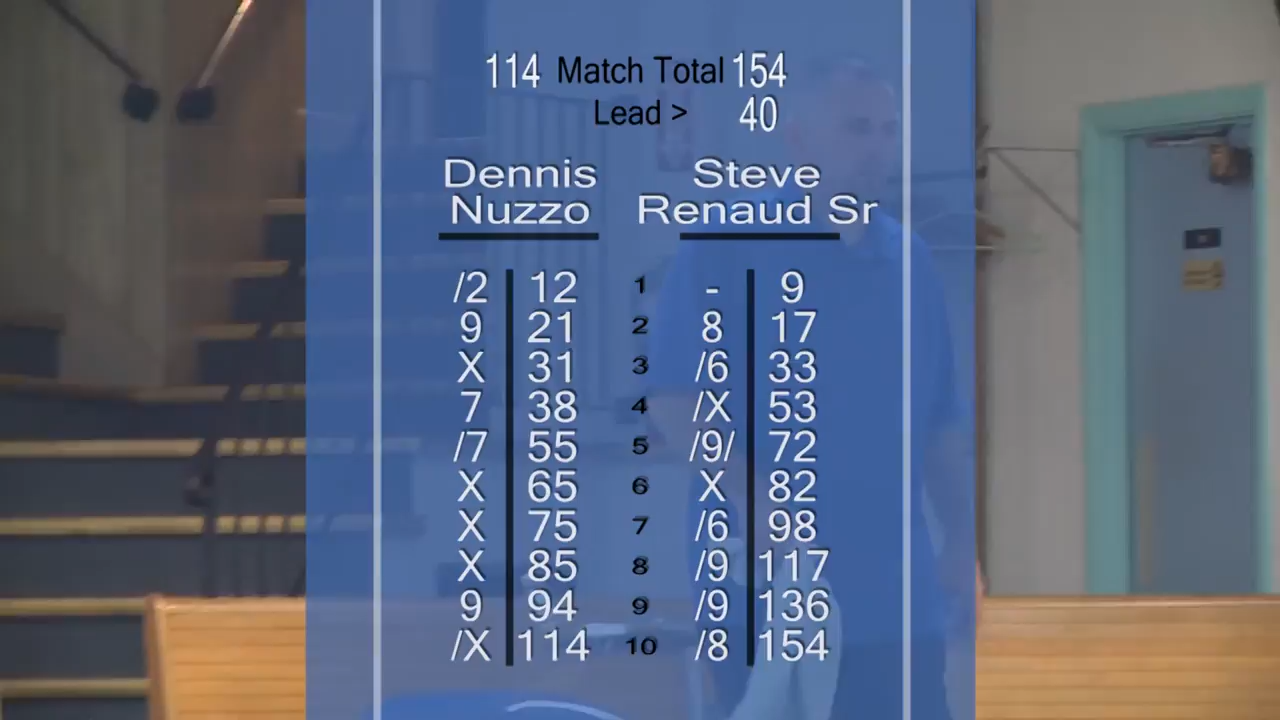 114 Match Total 154
Lead > 40
Dennis Nuzzo
Steve Renaud Sr
/2 12 1 - 9
9 21 2 8 17
X 31 3 /6 33
7 38 4 /X 53
/7 55 5 /9/ 72
X 65 6 X 82
X 75 7 /6 98
X 85 8 /9 117
9 94 9 /9 136
/X 114 10 /8 154